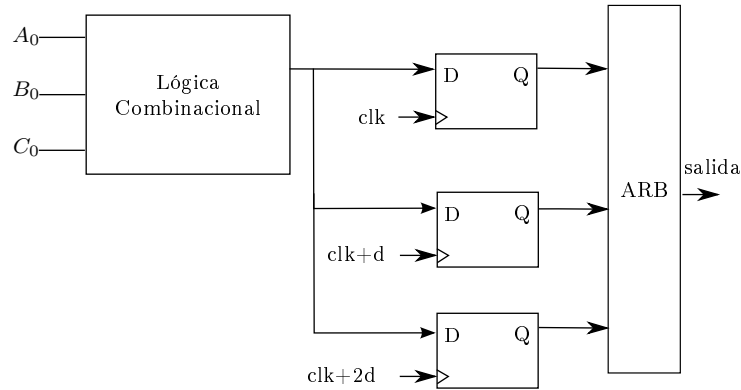 A₀
B₀
C₀
Lógica
Combinacional
D
Q
clk
D
Q
clk+d
D
Q
clk+2d
ARB
salida